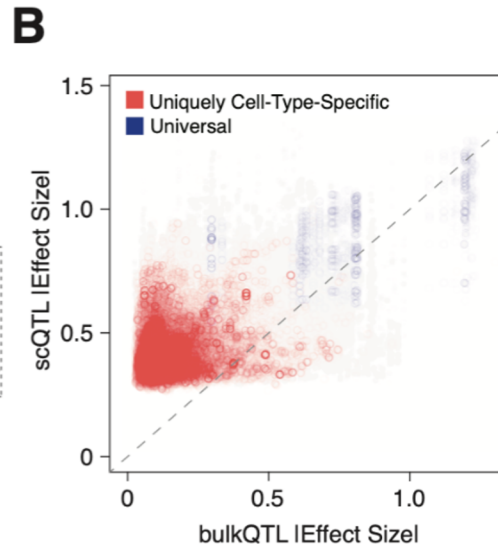 B
1.5
1.0
0.5
0
scQTL |Effect Size|
Uniquely Cell-Type-Specific
Universal
0
0.5
1.0
bulkQTL |Effect Size|